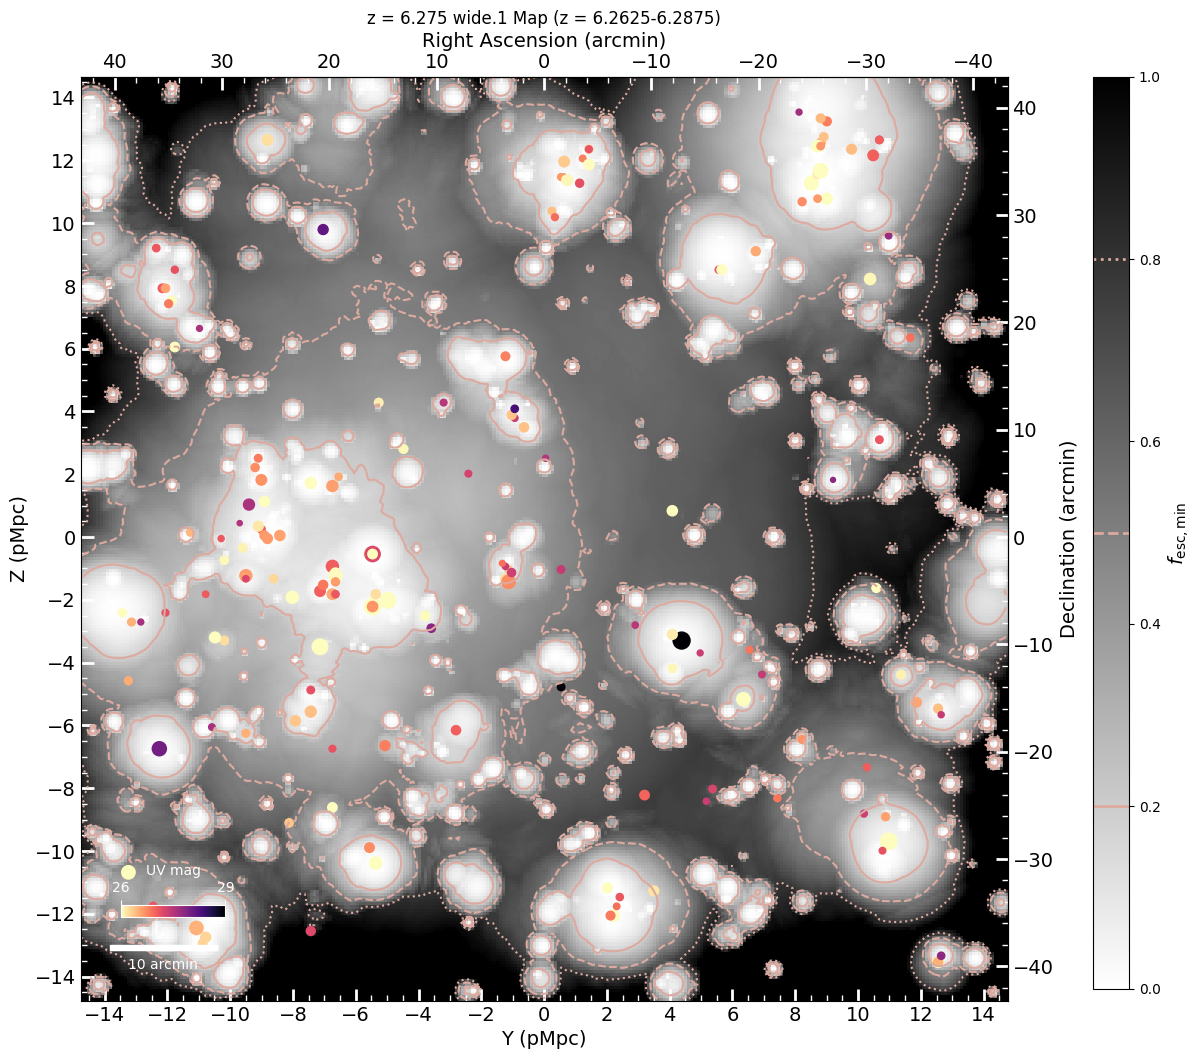 z = 6.275 wide.1 Map (z = 6.2625-6.2875)
Right Ascension (arcmin)
40 30 20 10 0 −10 −20 −30 −40
14 12 10 8 6 4 2 0 −2 −4 −6 −8 −10 −12 −14
Z (pMpc)
UV mag
26 29
10 arcmin
−14 −12 −10 −8 −6 −4 −2 0 2 4 6 8 10 12 14
Y (pMpc)
40 30 20 10 0 −10 −20 −30 −40
Declination (arcmin)
1.0
0.8
0.6
0.4
0.2
0.0
fesc,min